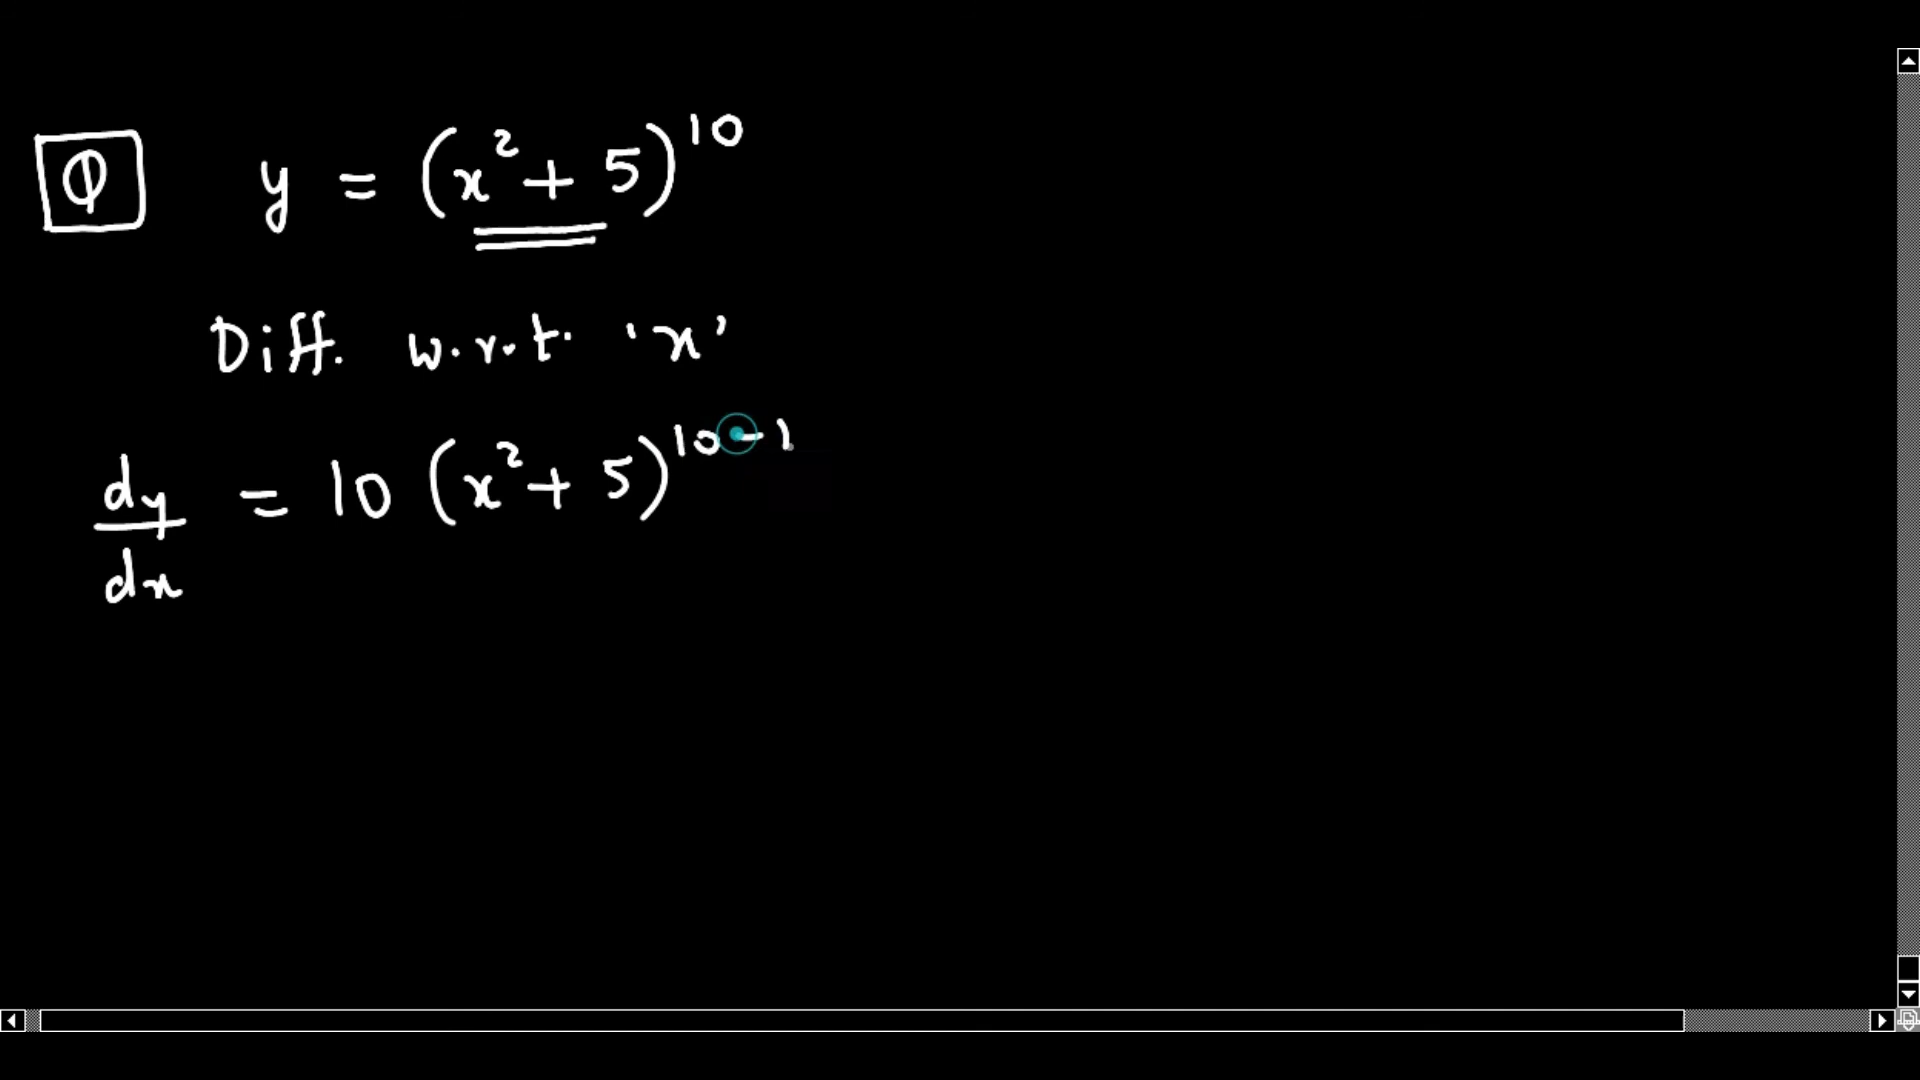 Q y = (x² + 5)¹⁰
Diff. w.r.t. 'x'
dy/dx = 10 (x² + 5)¹⁰⁻¹